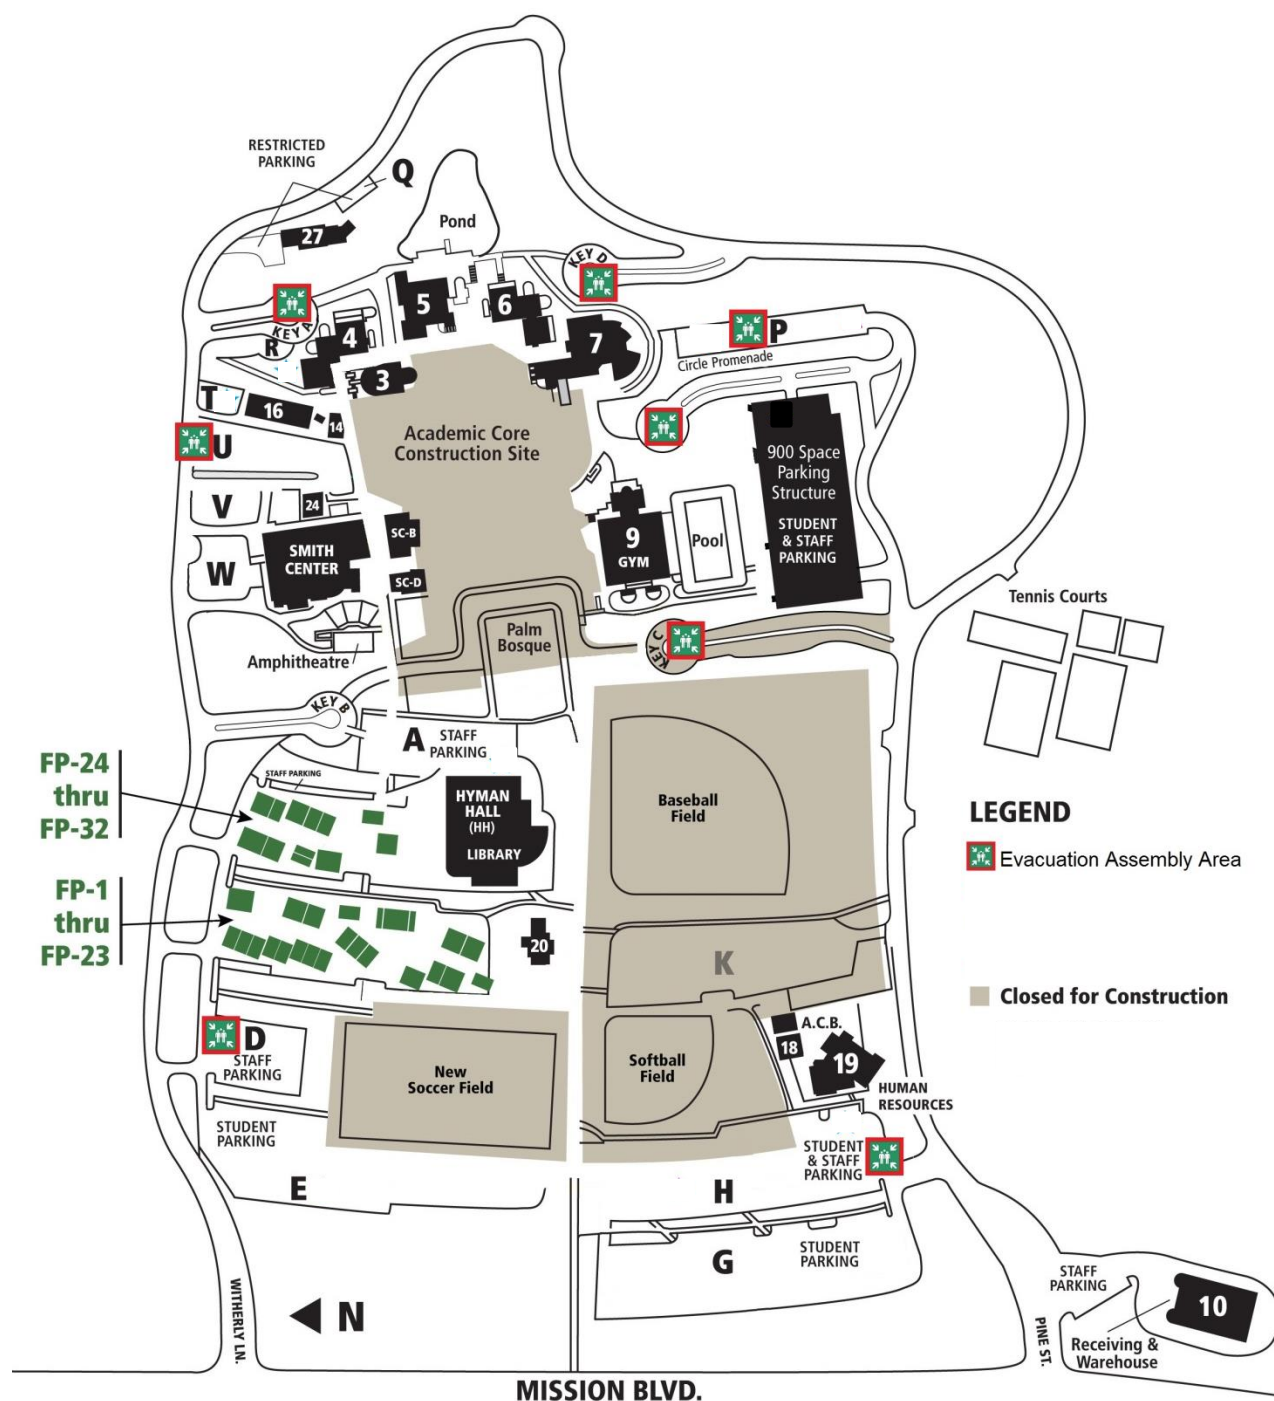 RESTRICTED
PARKING
Q
Pond
27
KEY D
5
6
KEY A
4
R
7
P
Circle Promenade
3
T
16
14
U
Academic Core
Construction Site
900 Space
Parking
Structure
STUDENT
& STAFF
PARKING
V
24
SC-B
SMITH
CENTER
9
GYM
Pool
W
SC-D
Tennis Courts
Palm
Bosque
KEY C
Amphitheatre
KEY B
A
STAFF
PARKING
FP-24
thru
FP-32
STAFF PARKING
HYMAN
HALL
(HH)
LIBRARY
Baseball
Field
LEGEND
Evacuation Assembly Area
FP-1
thru
FP-23
20
K
Closed for Construction
D
STAFF
PARKING
A.C.B.
18
19
New
Soccer Field
Softball
Field
HUMAN
RESOURCES
STUDENT
PARKING
STUDENT
& STAFF
PARKING
E
H
G
STUDENT
PARKING
WITHERLY LN.
N
STAFF
PARKING
10
PINE ST.
Receiving &
Warehouse
MISSION BLVD.